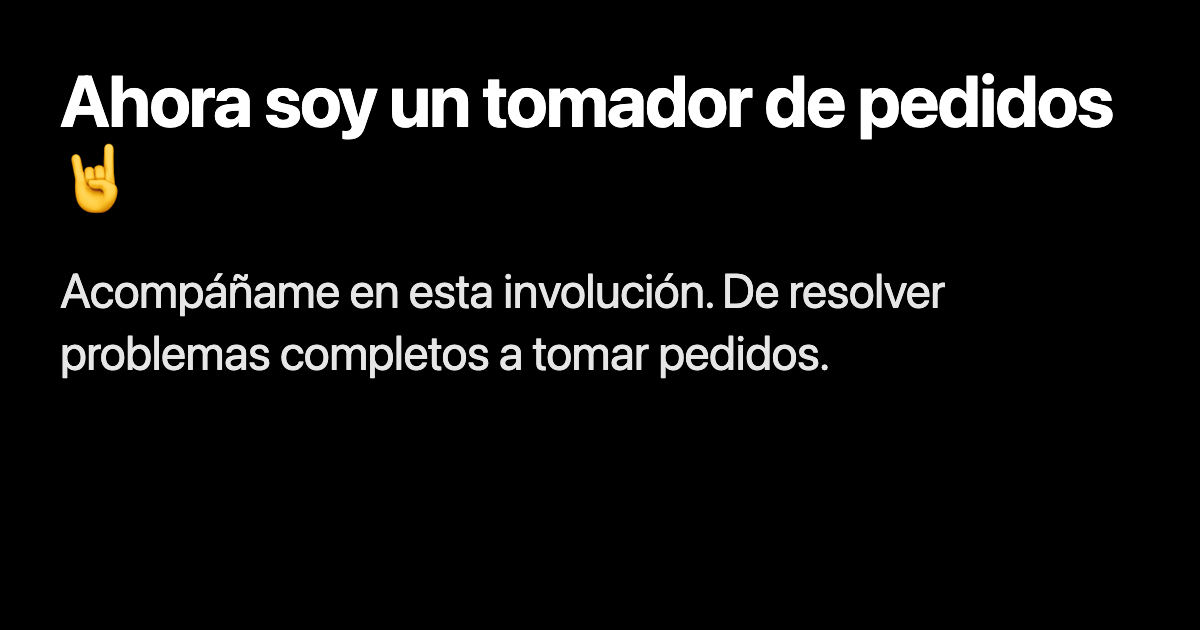 Ahora soy un tomador de pedidos
🤘
Acompáñame en esta involución. De resolver
problemas completos a tomar pedidos.